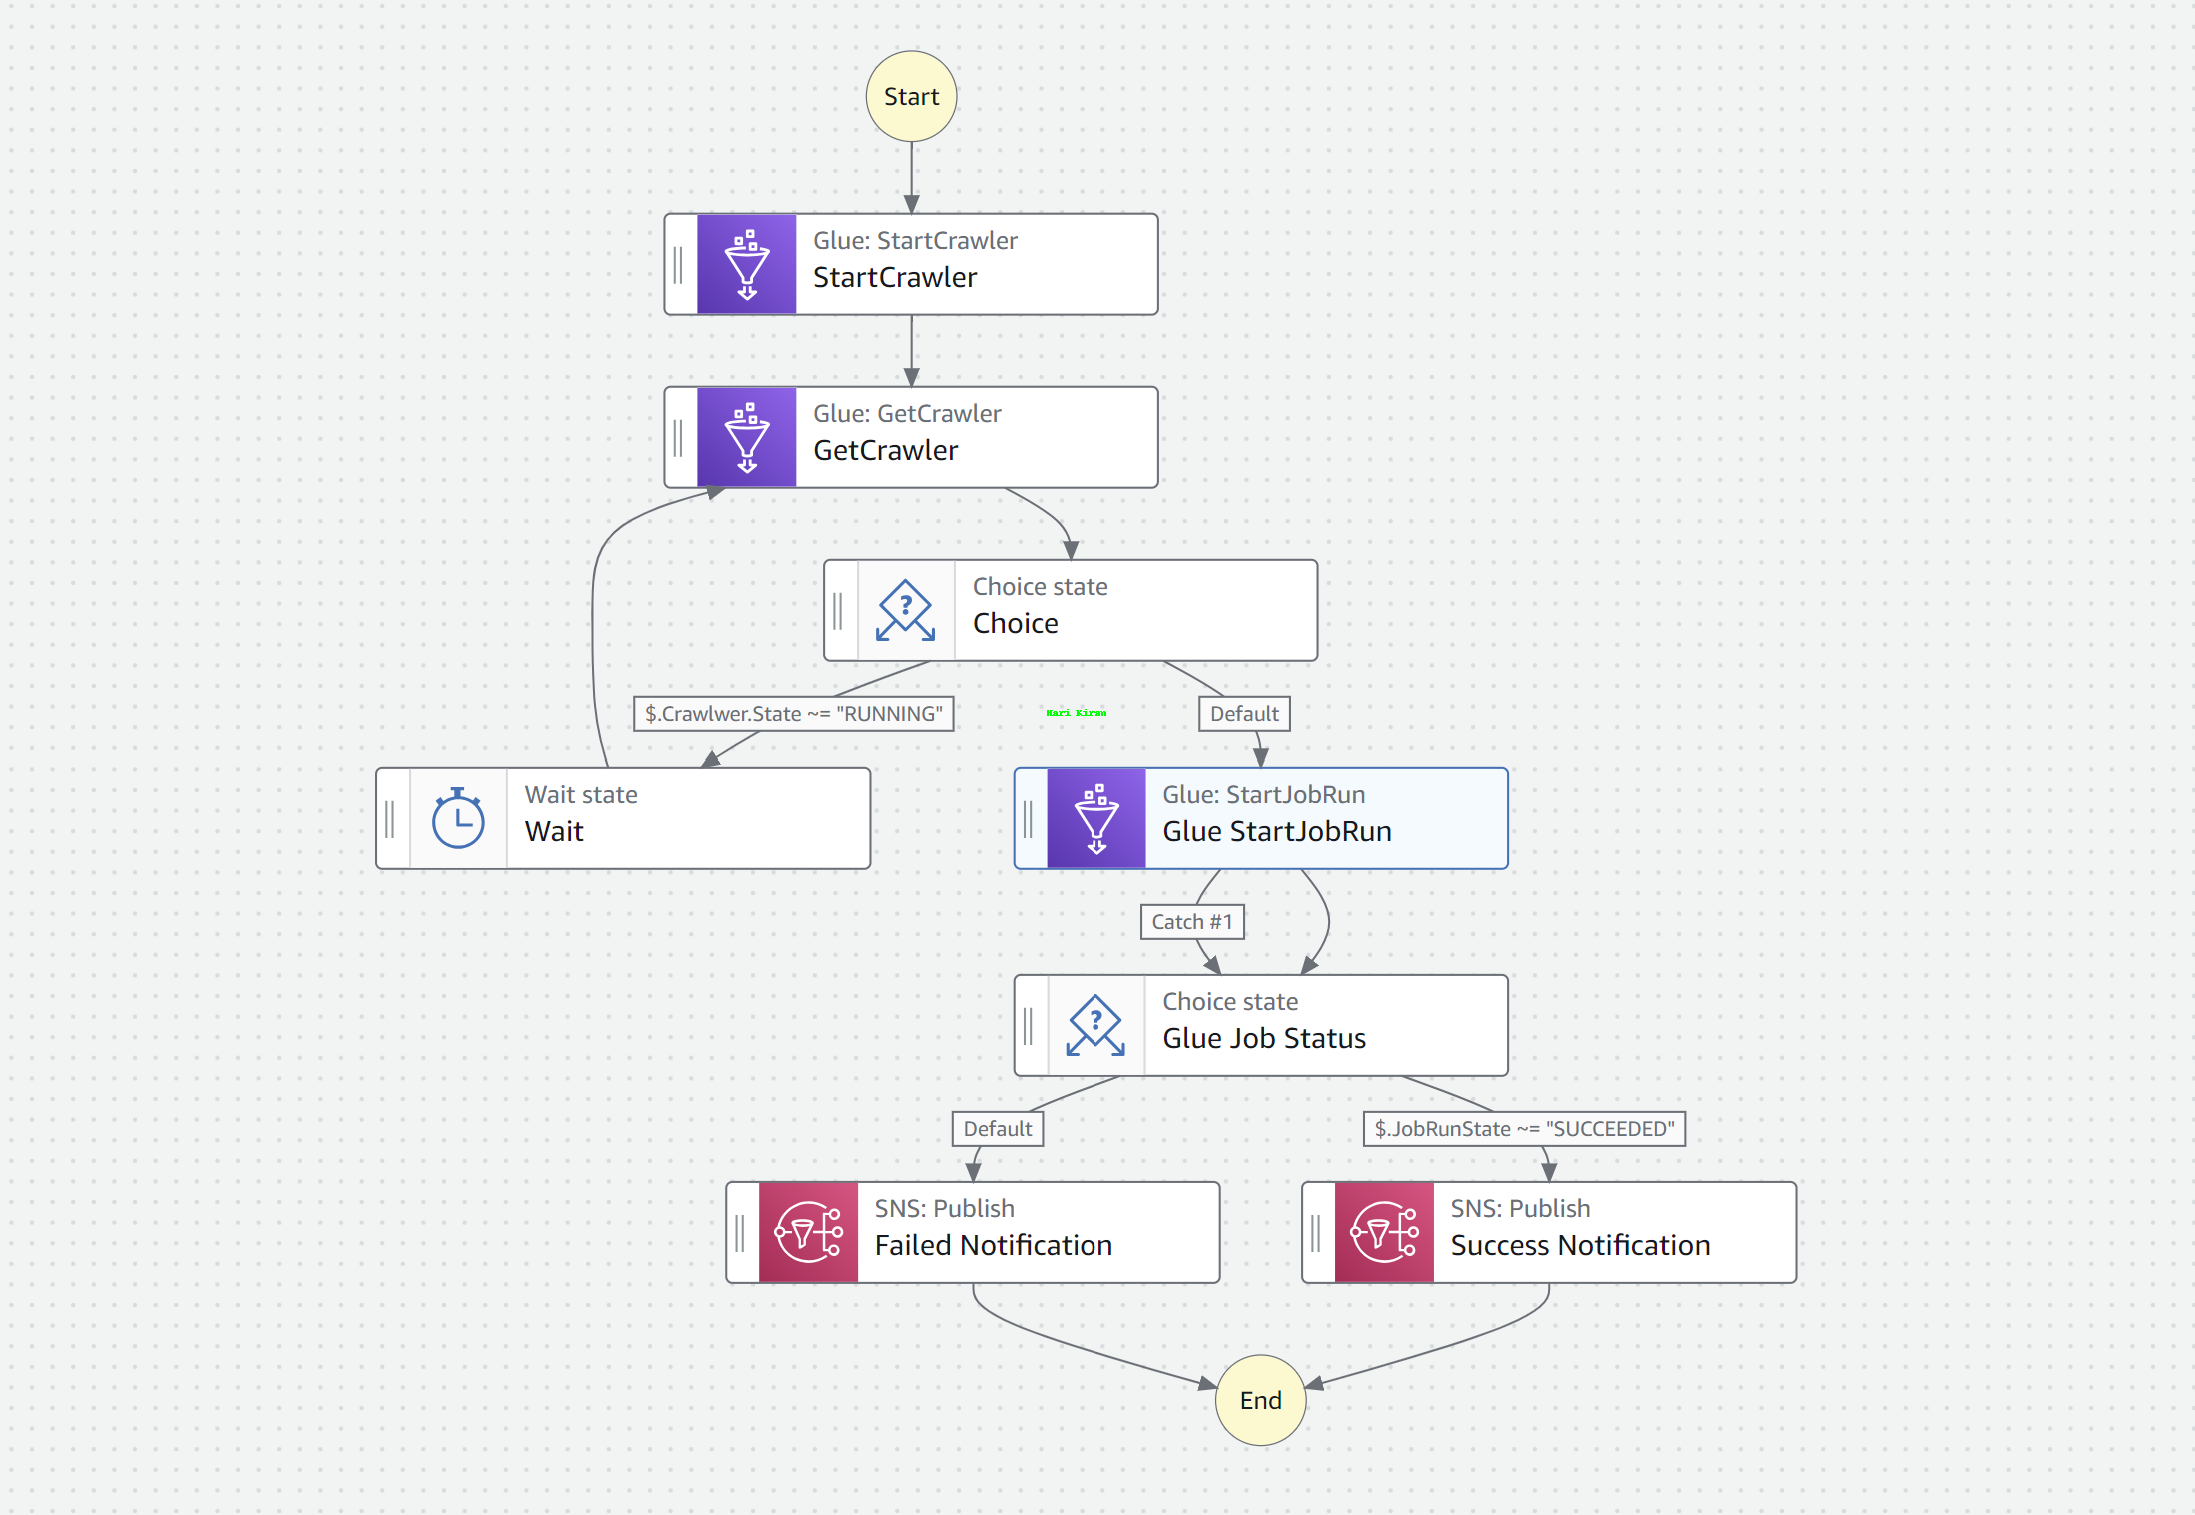 Start
Glue: StartCrawler
StartCrawler
Glue: GetCrawler
GetCrawler
Choice state
Choice
$.Crawlwer.State ~= "RUNNING"
Hari Kiran
Default
Wait state
Wait
Glue: StartJobRun
Glue StartJobRun
Catch #1
Choice state
Glue Job Status
Default
$.JobRunState ~= "SUCCEEDED"
SNS: Publish
Failed Notification
SNS: Publish
Success Notification
End